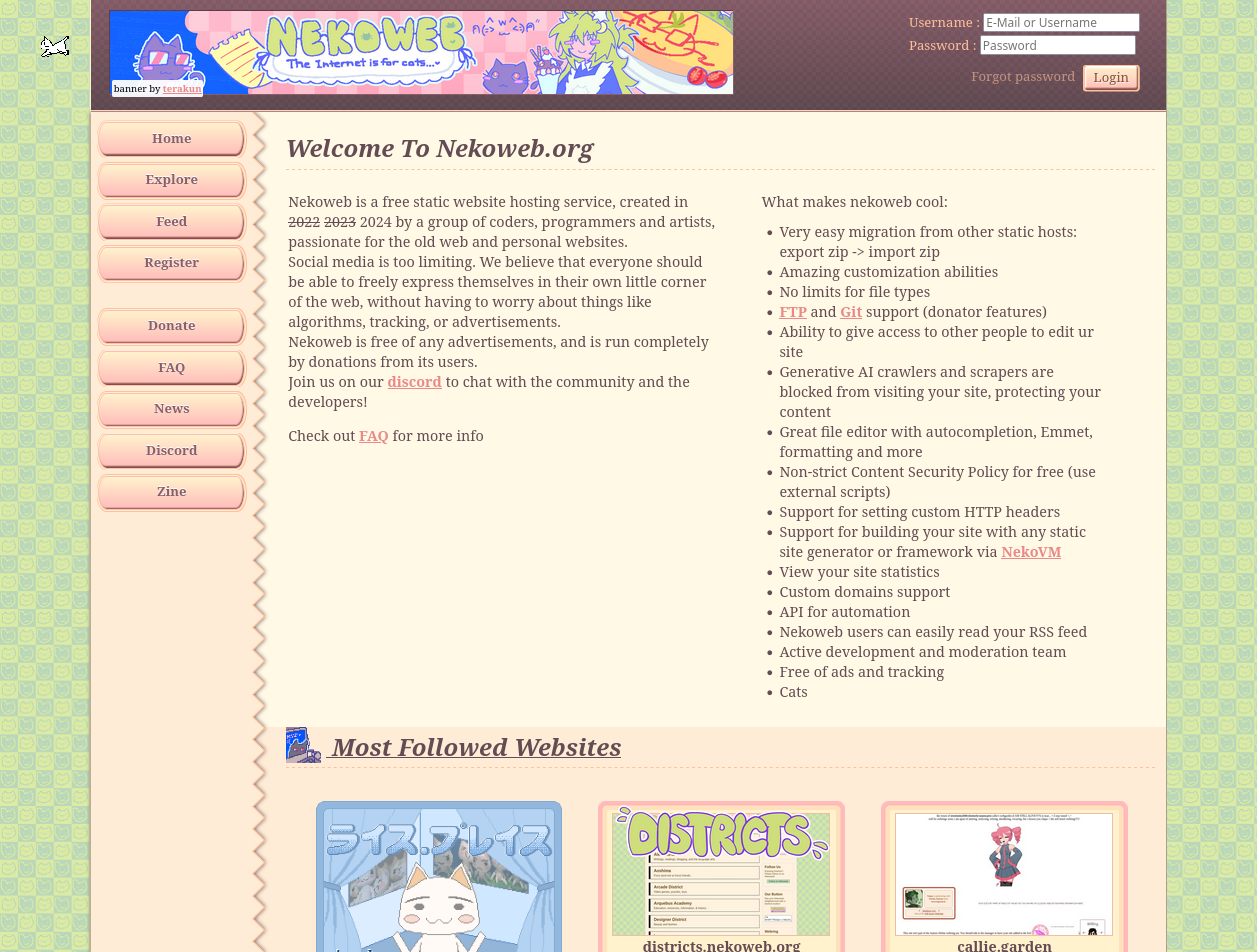 NEKOWEB
The Internet is for cats...
banner by terakun
Username : E-Mail or Username
Password : Password
Forgot password Login
Home
Explore
Feed
Register
Donate
FAQ
News
Discord
Zine
Welcome To Nekoweb.org
Nekoweb is a free static website hosting service, created in
2022 2023 2024 by a group of coders, programmers and artists,
passionate for the old web and personal websites.
Social media is too limiting. We believe that everyone should
be able to freely express themselves in their own little corner
of the web, without having to worry about things like
algorithms, tracking, or advertisements.
Nekoweb is free of any advertisements, and is run completely
by donations from its users.
Join us on our discord to chat with the community and the
developers!
Check out FAQ for more info
What makes nekoweb cool:
Very easy migration from other static hosts:
export zip -> import zip
Amazing customization abilities
No limits for file types
FTP and Git support (donator features)
Ability to give access to other people to edit ur
site
Generative AI crawlers and scrapers are
blocked from visiting your site, protecting your
content
Great file editor with autocompletion, Emmet,
formatting and more
Non-strict Content Security Policy for free (use
external scripts)
Support for setting custom HTTP headers
Support for building your site with any static
site generator or framework via NekoVM
View your site statistics
Custom domains support
API for automation
Nekoweb users can easily read your RSS feed
Active development and moderation team
Free of ads and tracking
Cats
Most Followed Websites
ライス.プレイス
DISTRICTS
Arcade District
Designer District
districts.nekoweb.org
callie.garden